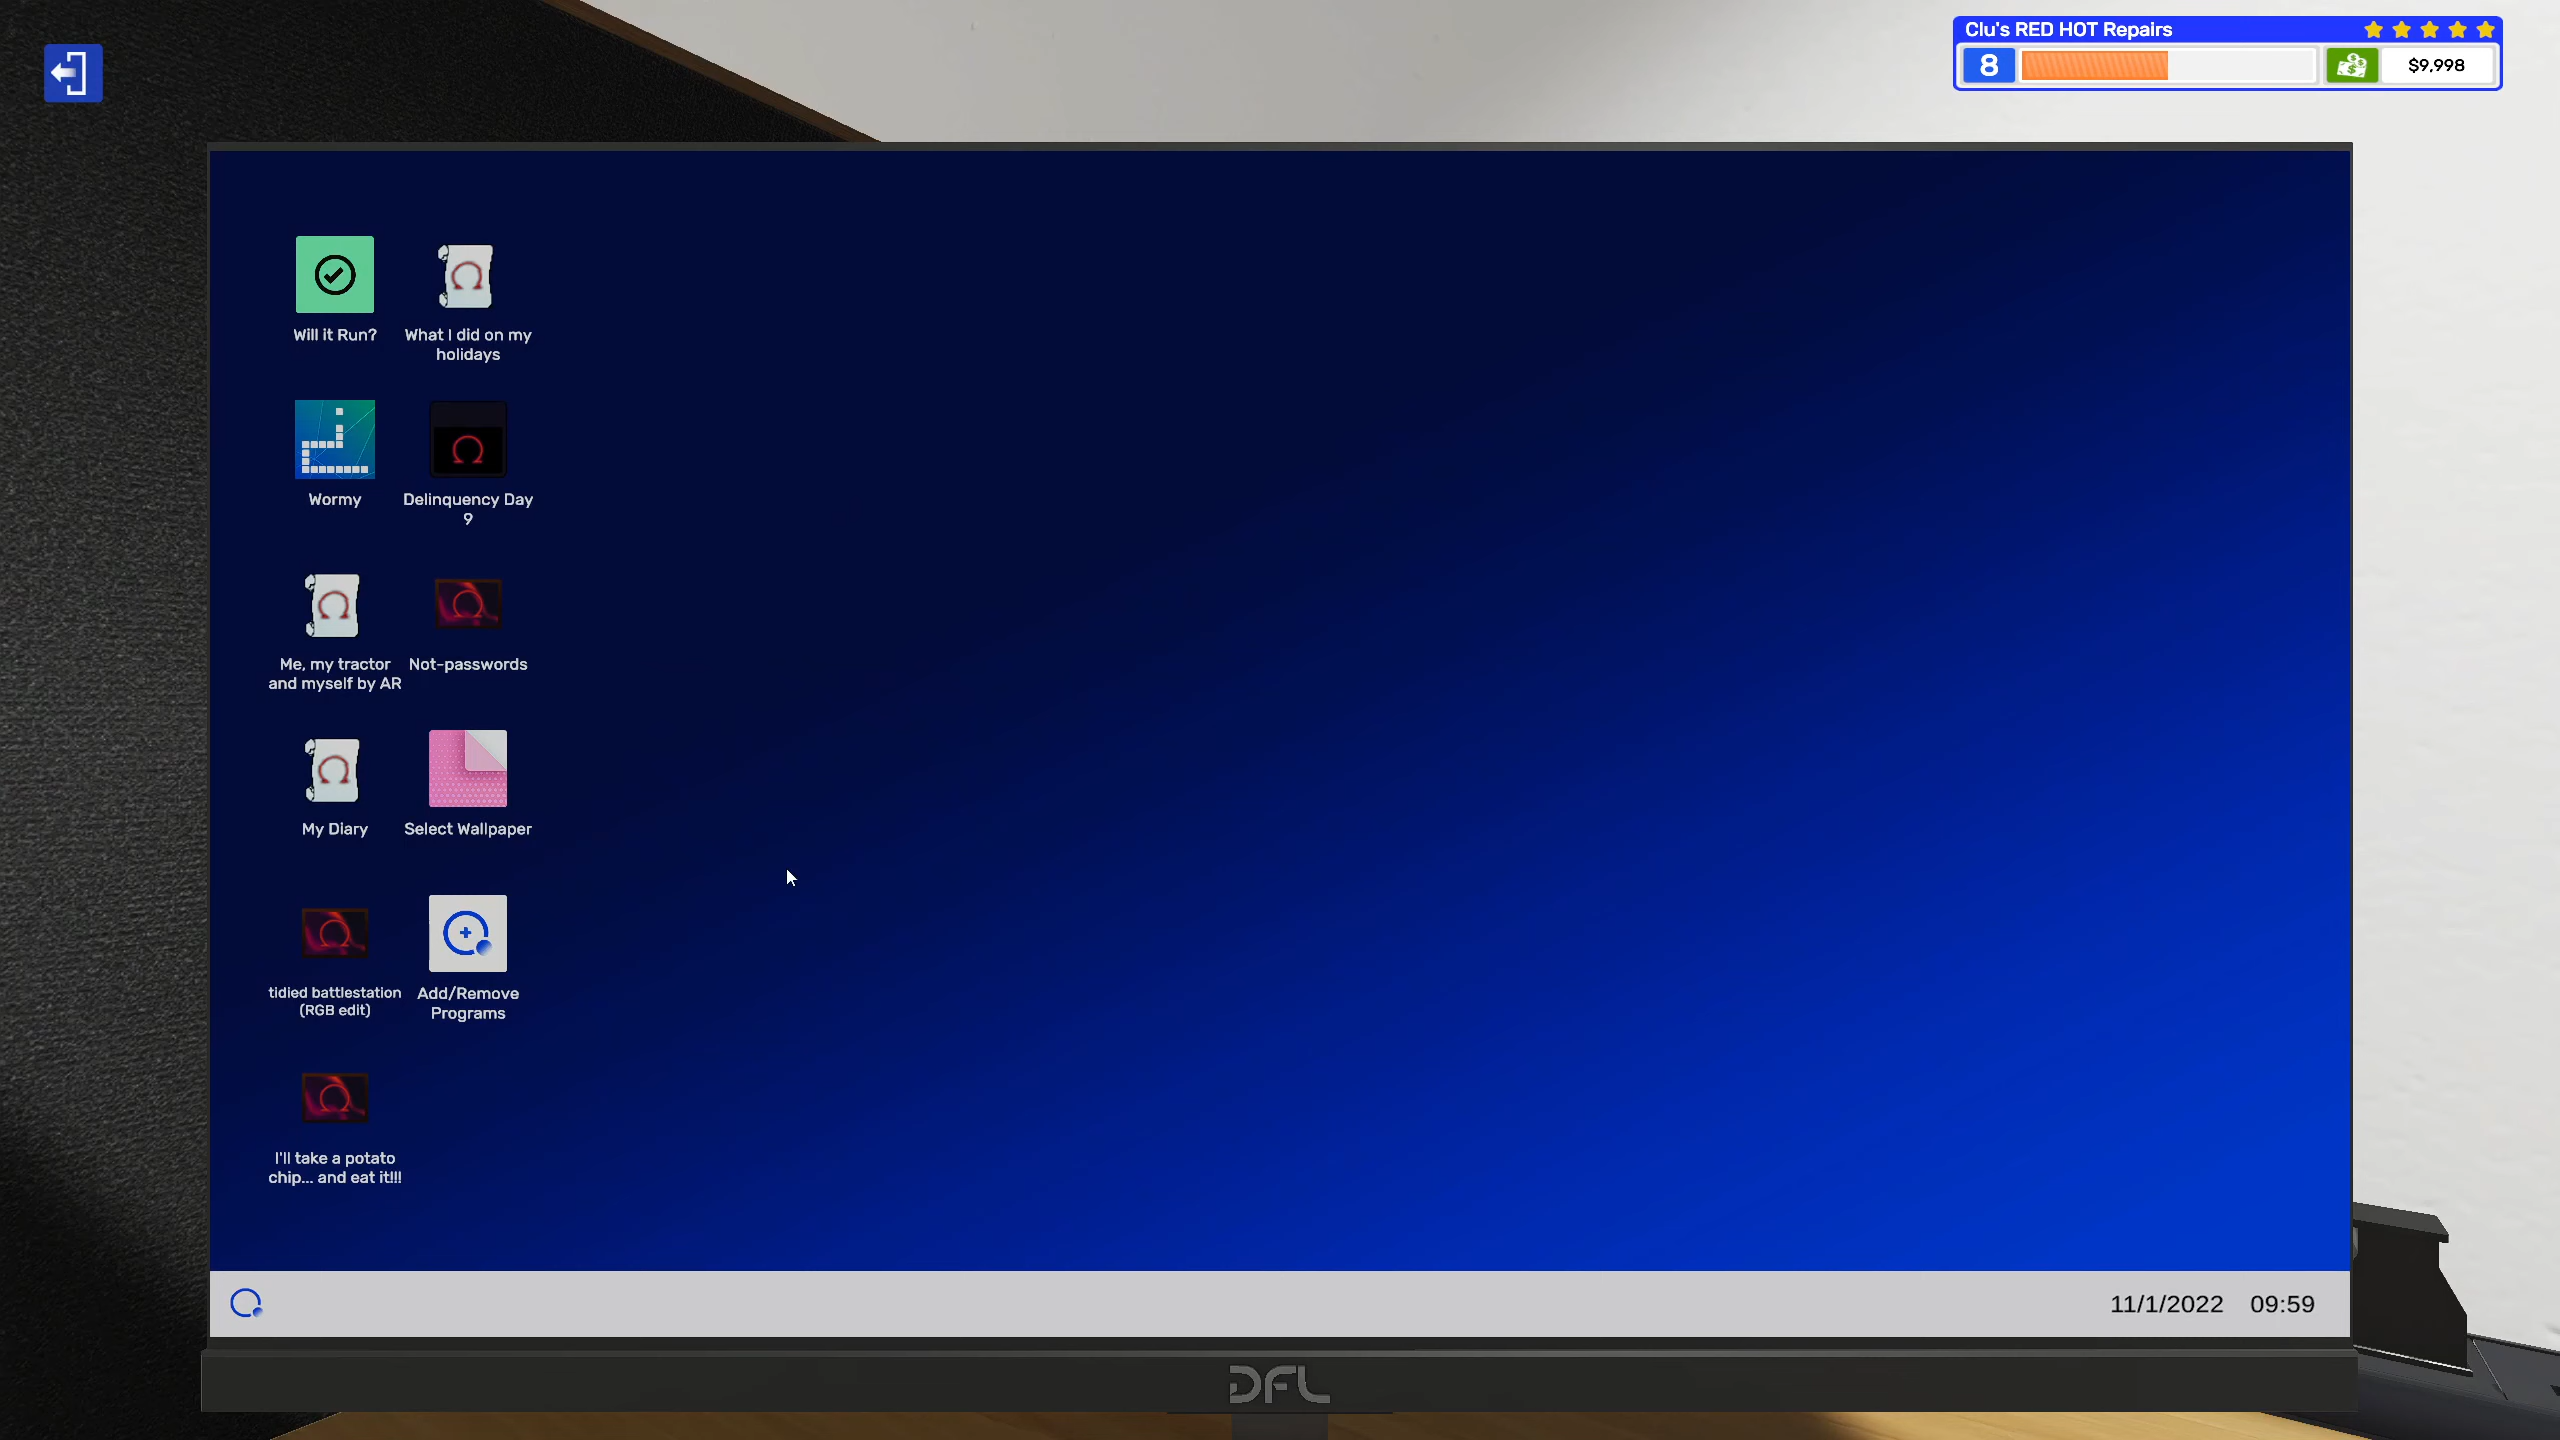 Clu's RED HOT Repairs
8
$9,998
Will it Run?
What I did on my
holidays
Wormy
Delinquency Day
9
Me, my tractor
and myself by AR
Not-passwords
My Diary
Select Wallpaper
tidied battlestation
(RGB edit)
Add/Remove
Programs
I'll take a potato
chip... and eat it!!!
11/1/2022 09:59
DFL